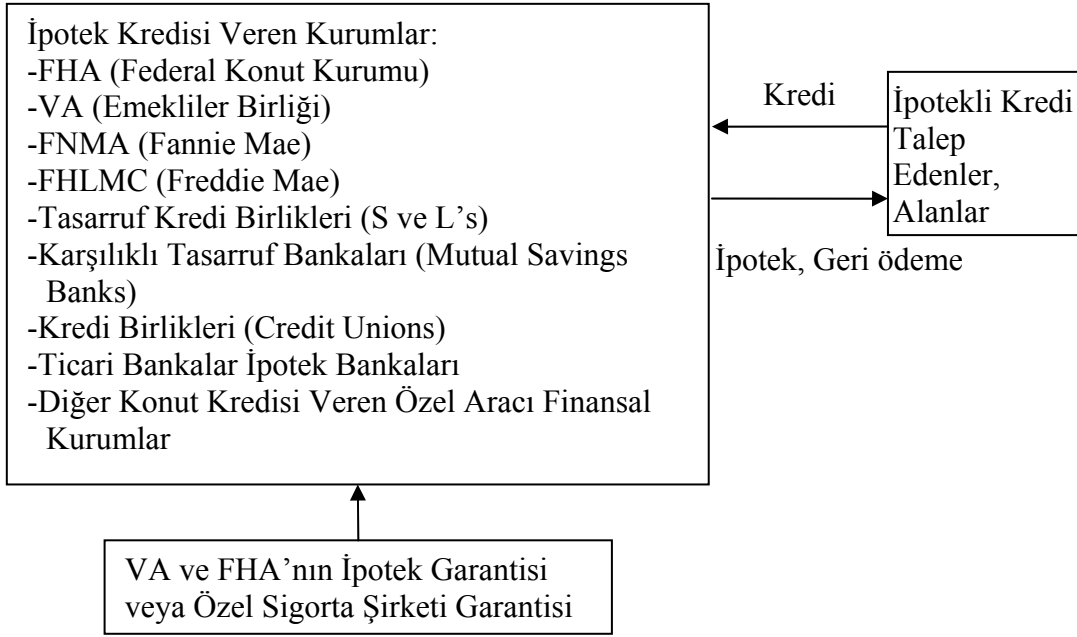 İpotek Kredisi Veren Kurumlar:
-FHA (Federal Konut Kurumu)
-VA (Emekliler Birliği)
-FNMA (Fannie Mae)
-FHLMC (Freddie Mae)
-Tasarruf Kredi Birlikleri (S ve L’s)
-Karşılıklı Tasarruf Bankaları (Mutual Savings
Banks)
-Kredi Birlikleri (Credit Unions)
-Ticari Bankalar İpotek Bankaları
-Diğer Konut Kredisi Veren Özel Aracı Finansal
Kurumlar
Kredi
İpotek, Geri ödeme
İpotekli Kredi
Talep
Edenler,
Alanlar
VA ve FHA’nın İpotek Garantisi
veya Özel Sigorta Şirketi Garantisi